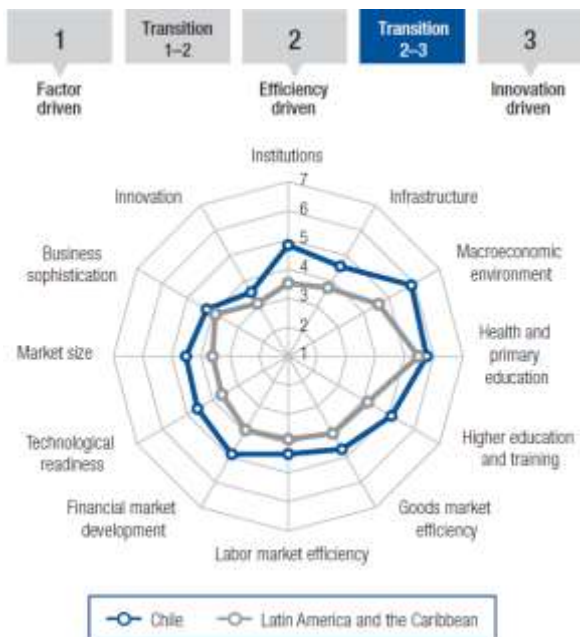 1
Transition
1–2
2
Transition
2–3
3
Factor
driven
Efficiency
driven
Innovation
driven
Institutions
7
Innovation
6
Infrastructure
5
Business
sophistication
4
Macroeconomic
environment
3
2
Market size
1
Health and
primary
education
Technological
readiness
Higher education
and training
Financial market
development
Goods market
efficiency
Labor market efficiency
Chile
Latin America and the Caribbean